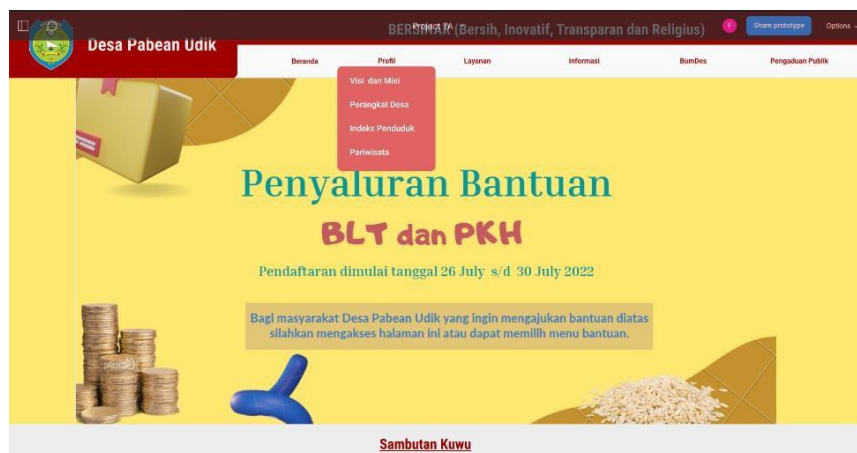 Project TA
BERSINTAR (Bersih, Inovatif, Transparan dan Religius)
F
Share prototype
Options
Desa Pabean Udik
Beranda
Profil
Layanan
Informasi
BumDes
Pengaduan Publik
Visi dan Misi
Perangkat Desa
Indeks Penduduk
Pariwisata
Penyaluran Bantuan
BLT dan PKH
Pendaftaran dimulai tanggal 26 July s/d 30 July 2022
Bagi masyarakat Desa Pabean Udik yang ingin mengajukan bantuan diatas
silahkan mengakses halaman ini atau dapat memilih menu bantuan.
Sambutan Kuwu